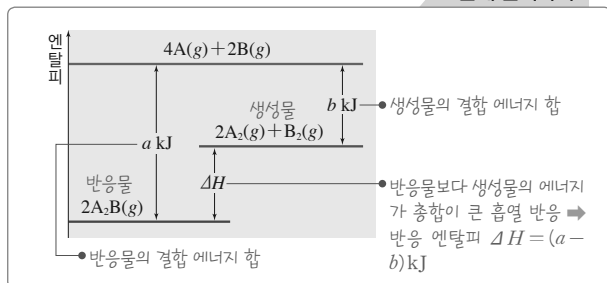 엔탈피
4A(g)+2B(g)
생성물
b kJ
생성물의 결합 에너지 합
2A₂(g)+B₂(g)
a kJ
반응물
2A₂B(g)
ΔH
반응물보다 생성물의 에너지
가 총합이 큰 흡열 반응 ➡
반응 엔탈피 ΔH=(a−
b)kJ
반응물의 결합 에너지 합